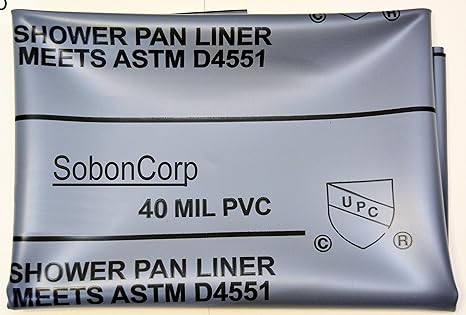 © ®
SHOWER PAN LINER
MEETS ASTM D4551
SobonCorp
40 MIL PVC
UPC
© ®
SHOWER PAN LINER
MEETS ASTM D4551